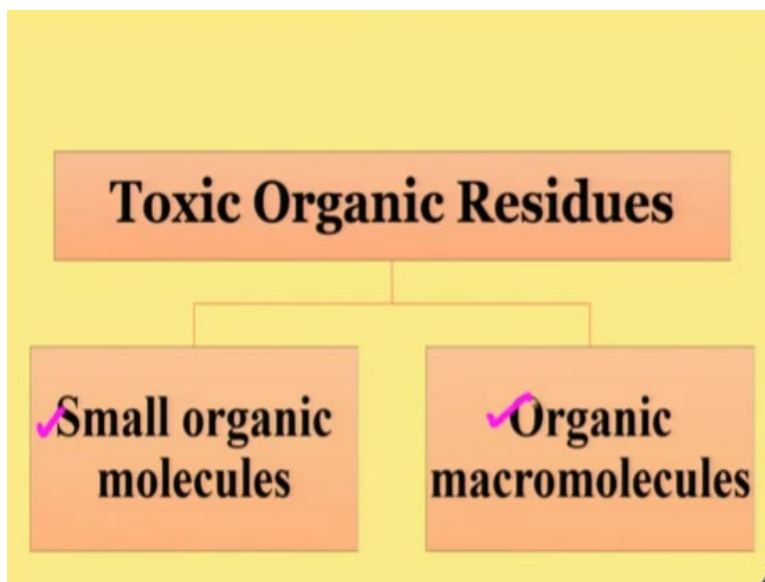 Toxic Organic Residues
Small organic
molecules
Organic
macromolecules